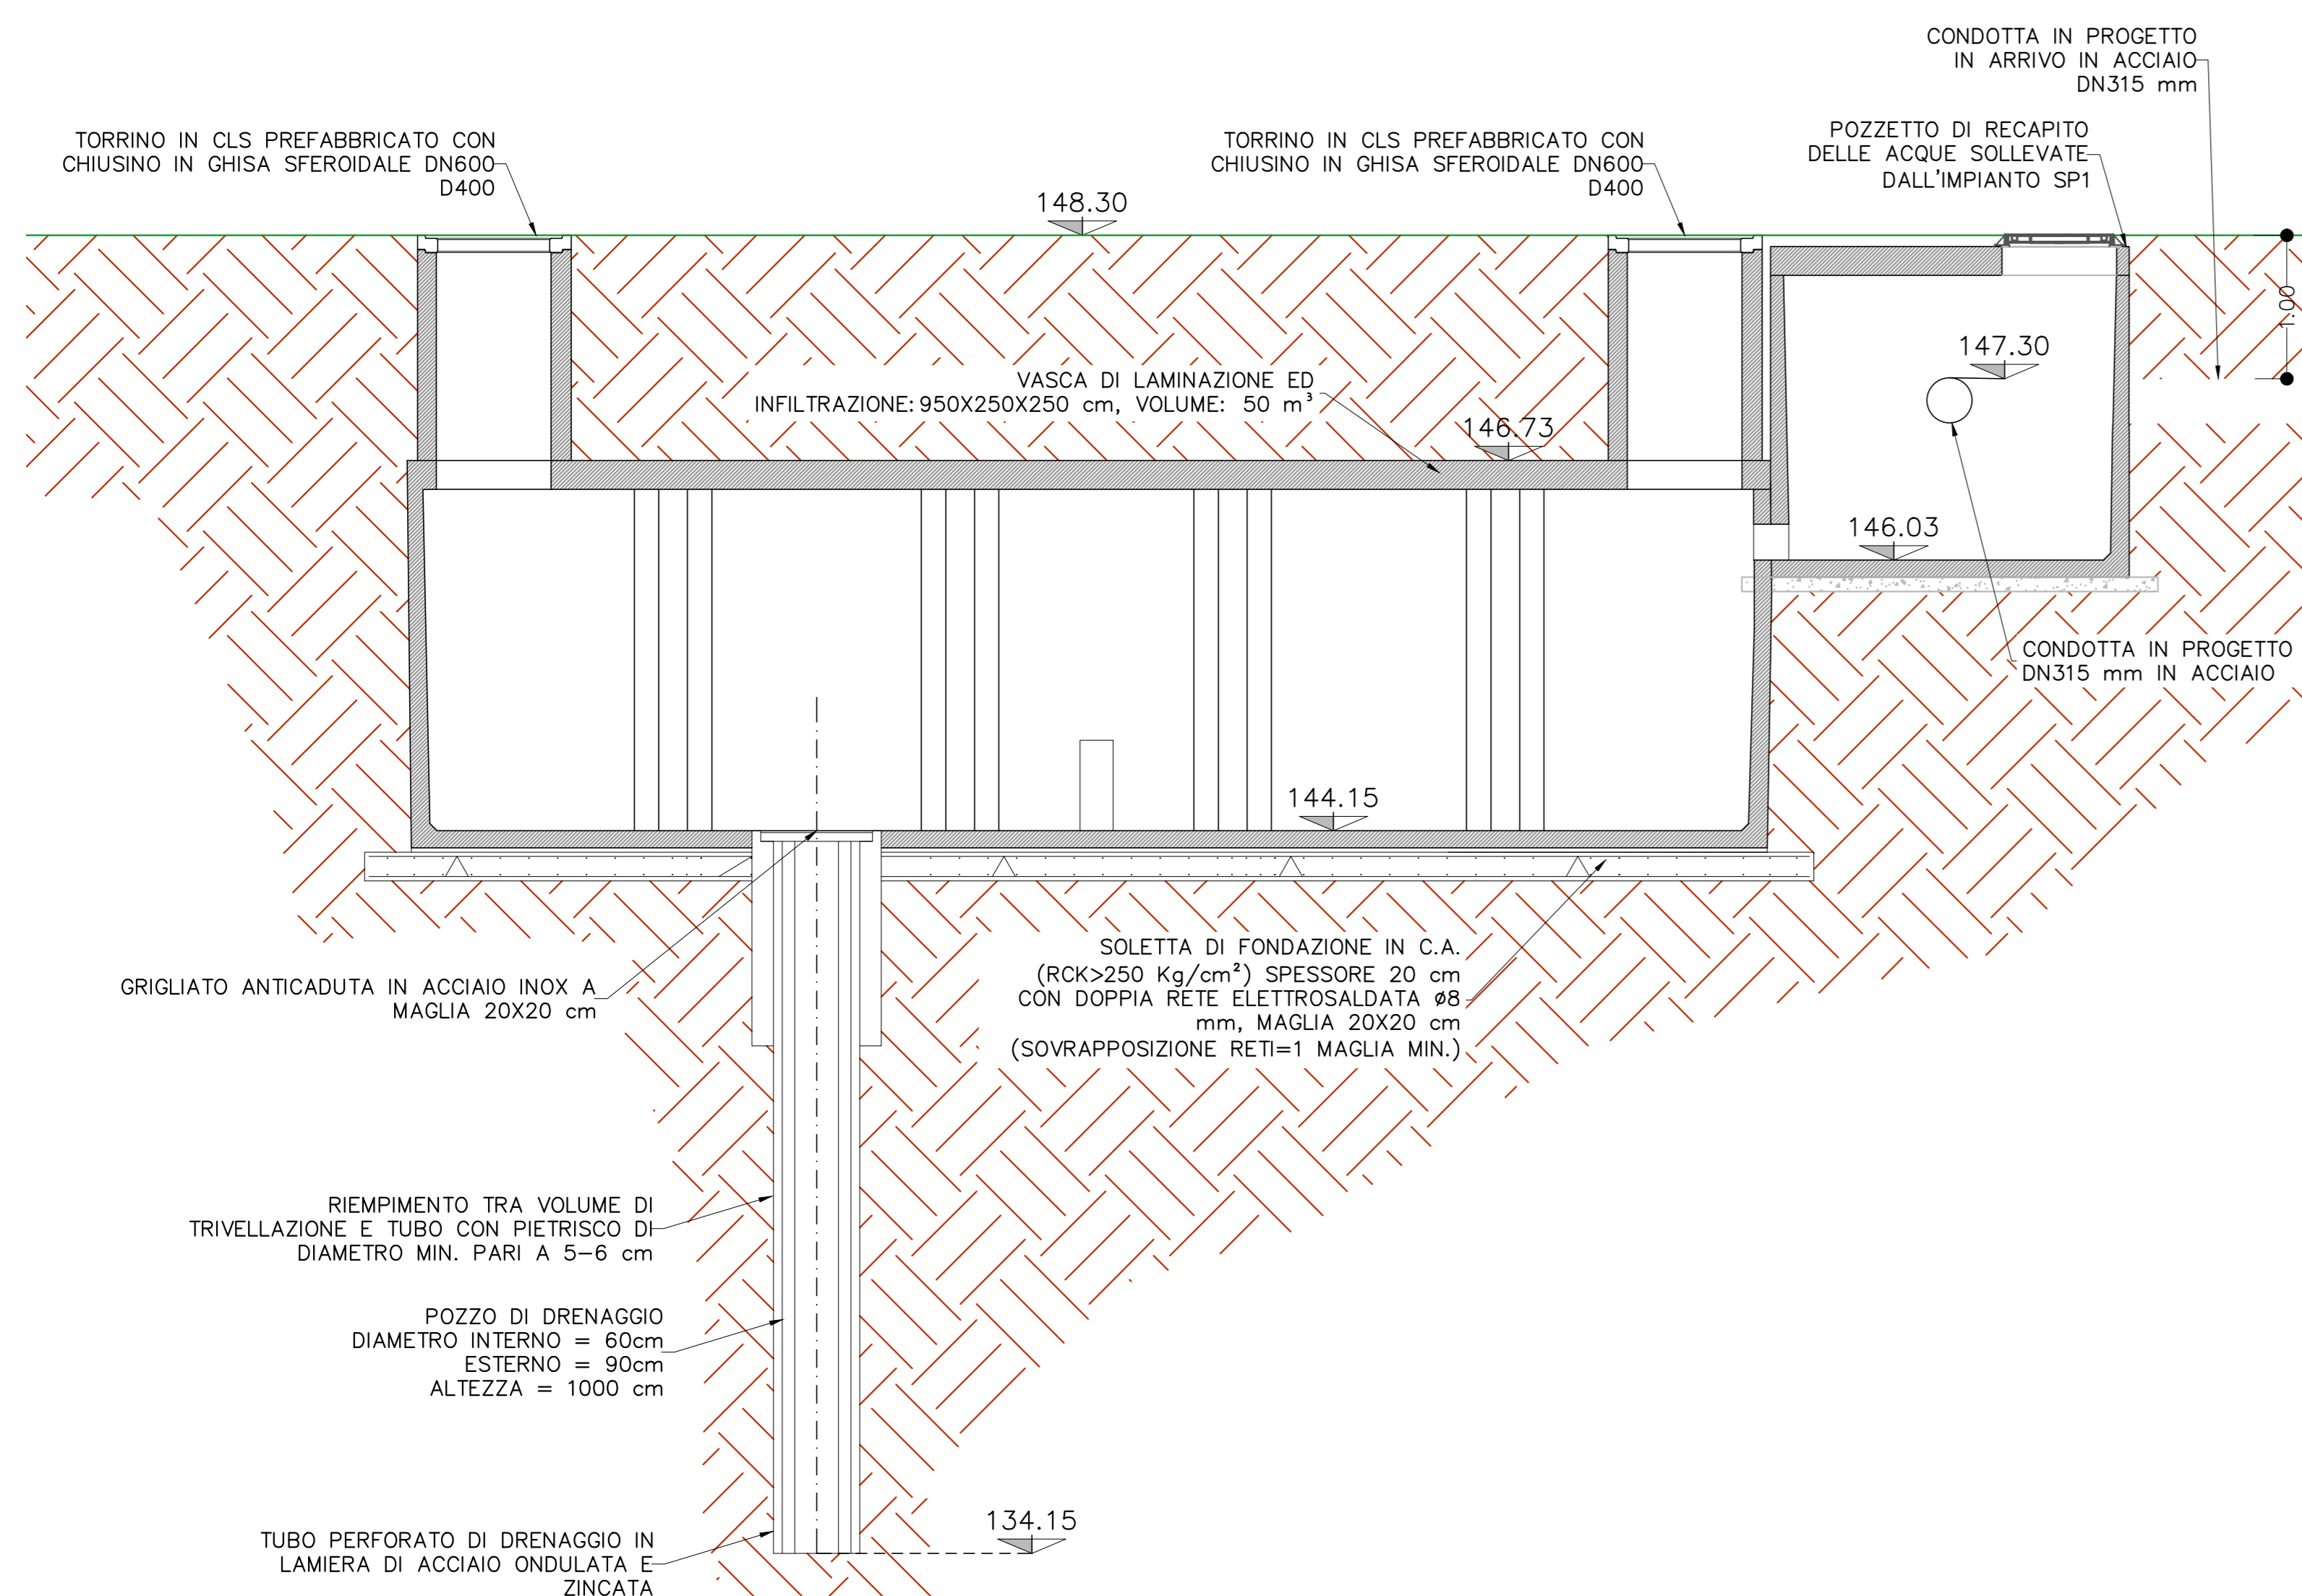 CONDOTTA IN PROGETTO
IN ARRIVO IN ACCIAIO
DN315 mm
TORRINO IN CLS PREFABBRICATO CON
CHIUSINO IN GHISA SFEROIDALE DN600
D400
TORRINO IN CLS PREFABBRICATO CON
CHIUSINO IN GHISA SFEROIDALE DN600
D400
POZZETTO DI RECAPITO
DELLE ACQUE SOLLEVATE
DALL'IMPIANTO SP1
148.30
1.00
147.30
VASCA DI LAMINAZIONE ED
INFILTRAZIONE: 950X250X250 cm, VOLUME: 50 m³
146.73
146.03
CONDOTTA IN PROGETTO
DN315 mm IN ACCIAIO
144.15
GRIGLIATO ANTICADUTA IN ACCIAIO INOX A
MAGLIA 20X20 cm
SOLETTA DI FONDAZIONE IN C.A.
(RCK>250 Kg/cm²) SPESSORE 20 cm
CON DOPPIA RETE ELETTROSALDATA ø8
mm, MAGLIA 20X20 cm
(SOVRAPPOSIZIONE RETI=1 MAGLIA MIN.)
RIEMPIMENTO TRA VOLUME DI
TRIVELLAZIONE E TUBO CON PIETRISCO DI
DIAMETRO MIN. PARI A 5-6 cm
POZZO DI DRENAGGIO
DIAMETRO INTERNO = 60cm
ESTERNO = 90cm
ALTEZZA = 1000 cm
134.15
TUBO PERFORATO DI DRENAGGIO IN
LAMIERA DI ACCIAIO ONDULATA E
ZINCATA